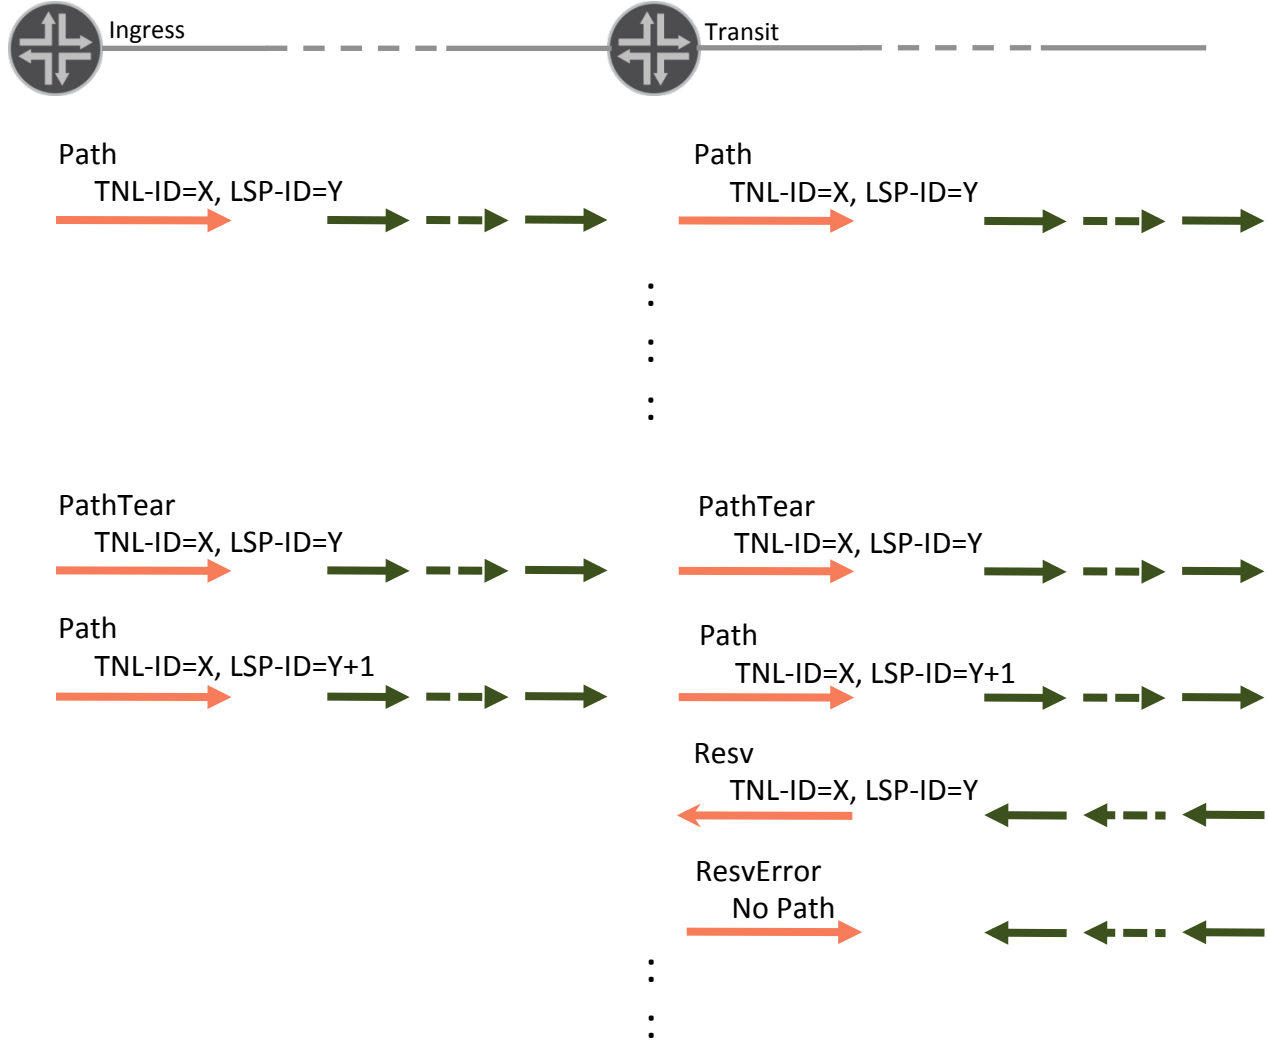 Ingress
Transit
Path
TNL-ID=X, LSP-ID=Y
Path
TNL-ID=X, LSP-ID=Y
:
:
:
PathTear
TNL-ID=X, LSP-ID=Y
PathTear
TNL-ID=X, LSP-ID=Y
Path
TNL-ID=X, LSP-ID=Y+1
Path
TNL-ID=X, LSP-ID=Y+1
Resv
TNL-ID=X, LSP-ID=Y
ResvError
No Path
:
: